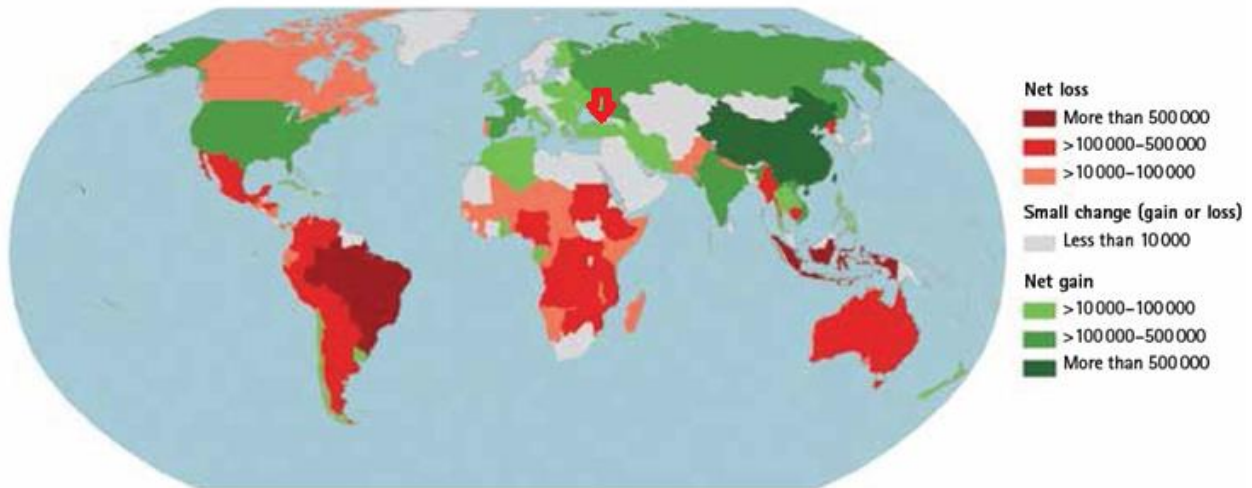 Net loss
More than 500 000
>100 000–500 000
>10 000–100 000
Small change (gain or loss)
Less than 10 000
Net gain
>10 000–100 000
>100 000–500 000
More than 500 000